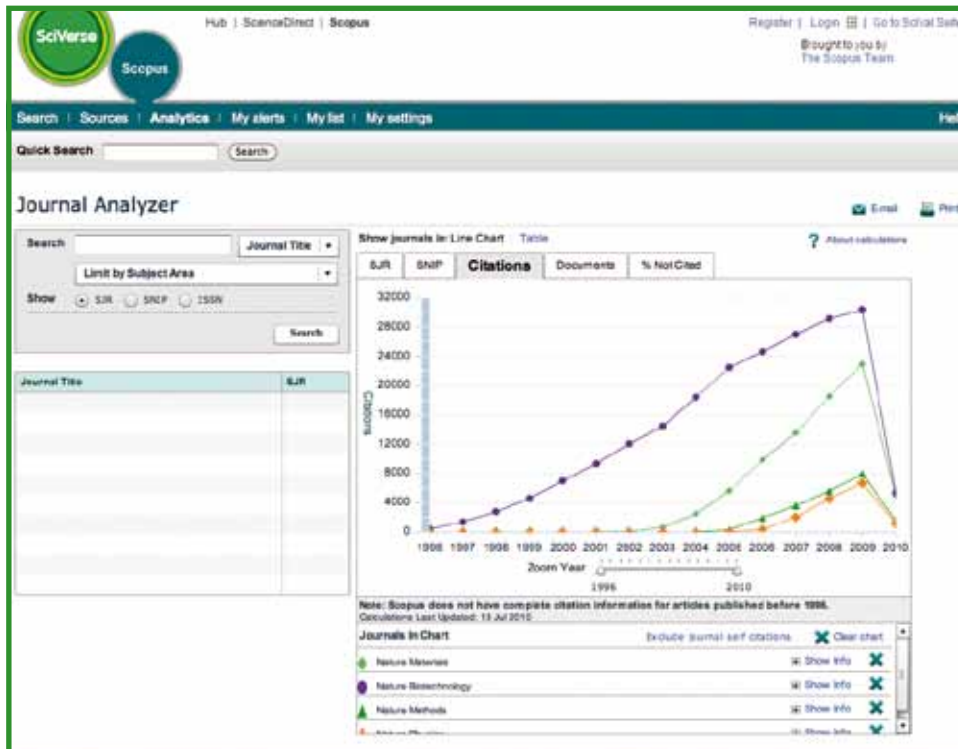 SciVerse
Scopus
Hub | ScienceDirect | Scopus
Register | Login | Go to SciVal Suite
Brought to you by
The Scopus Team
Search | Sources | Analytics | My alerts | My list | My settings
Quick Search Search
Journal Analyzer
E-mail Print
Search Journal Title
Limit by Subject Area
Show SJR SNIP ISSN
Search
Journal Title SJR
Show journals in: Line Chart Table
About calculations
SJR SNIP Citations Documents % Not Cited
32000
28000
24000
20000
16000
12000
8000
4000
0
Citations
1996 1997 1998 1999 2000 2001 2002 2003 2004 2005 2006 2007 2008 2009 2010
Zoom Year
1996 2010
Note: Scopus does not have complete citation information for articles published before 1996.
Calculations Last Updated: 13 Jul 2010
Journals in Chart Exclude journal self citations Clear chart
Nature Materials Show Info
Nature Biotechnology Show Info
Nature Methods Show Info
Show Info